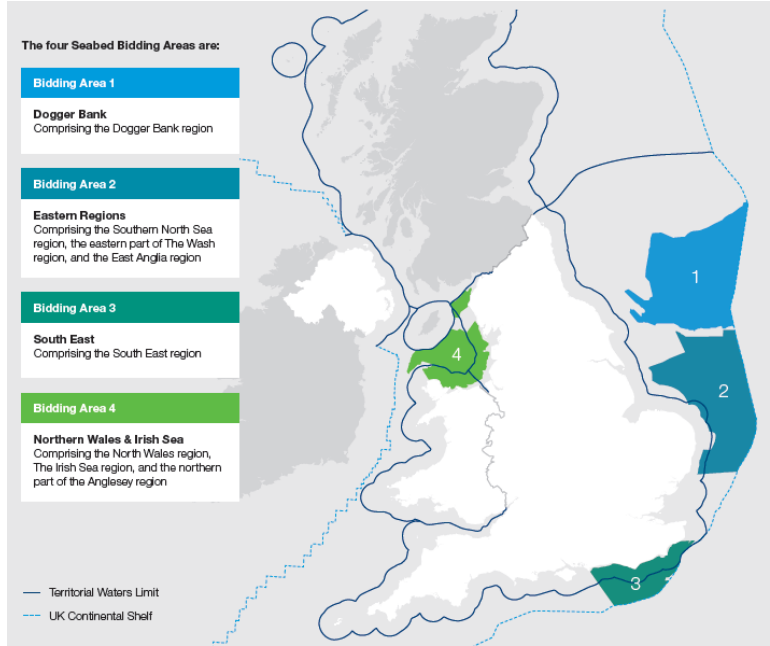 The four Seabed Bidding Areas are:
Bidding Area 1
Dogger Bank
Comprising the Dogger Bank region
Bidding Area 2
Eastern Regions
Comprising the Southern North Sea
region, the eastern part of The Wash
region, and the East Anglia region
Bidding Area 3
South East
Comprising the South East region
Bidding Area 4
Northern Wales & Irish Sea
Comprising the North Wales region,
The Irish Sea region, and the northern
part of the Anglesey region
Territorial Waters Limit
UK Continental Shelf
1
4
2
3